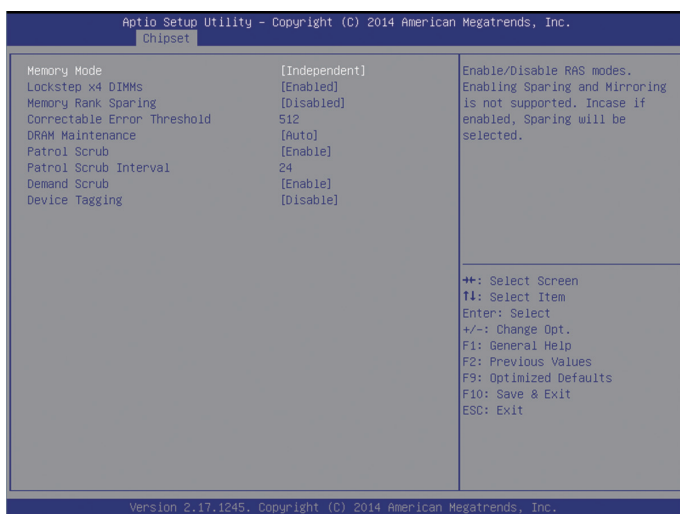 Aptio Setup Utility – Copyright (C) 2014 American Megatrends, Inc.
Chipset
Memory Mode [Independent]
Lockstep x4 DIMMs [Enabled]
Memory Rank Sparing [Disabled]
Correctable Error Threshold 512
DRAM Maintenance [Auto]
Patrol Scrub [Enable]
Patrol Scrub Interval 24
Demand Scrub [Enable]
Device Tagging [Disable]
Enable/Disable RAS modes.
Enabling Sparing and Mirroring
is not supported. Incase if
enabled, Sparing will be
selected.
→←: Select Screen
↑↓: Select Item
Enter: Select
+/-: Change Opt.
F1: General Help
F2: Previous Values
F9: Optimized Defaults
F10: Save & Exit
ESC: Exit
Version 2.17.1245. Copyright (C) 2014 American Megatrends, Inc.